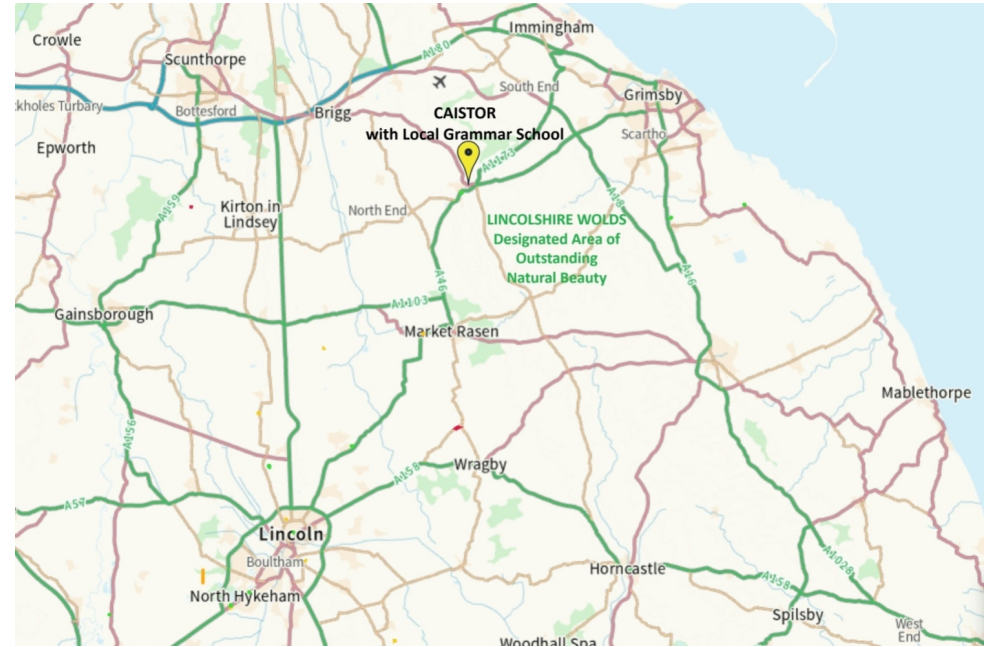 Immingham
Crowle
A180
Scunthorpe
South End
Grimsby
ckholes Turbary
Bottesford
Brigg
CAISTOR
with Local Grammar School
Scartho
Epworth
A1173
A159
A18
Kirton in
Lindsey
North End
LINCOLSHIRE WOLDS
Designated Area of
Outstanding
Natural Beauty
A46
A16
A1103
Gainsborough
Market Rasen
Mablethorpe
A156
Wragby
A158
A57
Lincoln
Boultham
Horncastle
A1028
A158
North Hykeham
Spilsby
West
End
Woodhall Spa